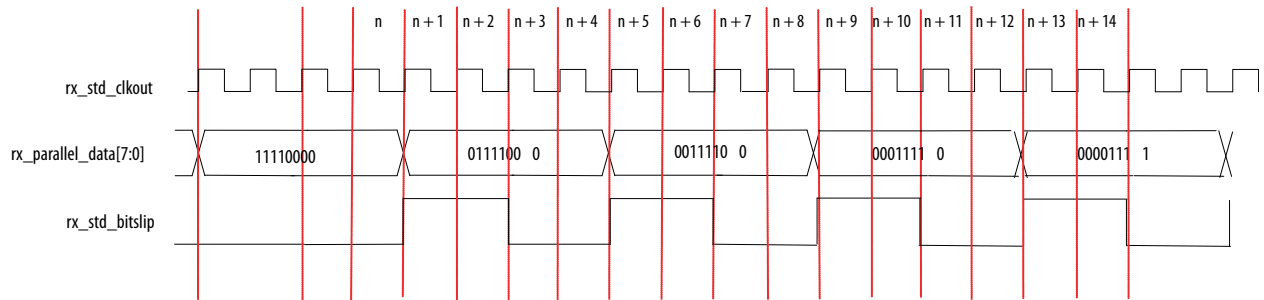 n n + 1 n + 2 n + 3 n + 4 n + 5 n + 6 n + 7 n + 8 n + 9 n + 10 n + 11 n + 12 n + 13 n + 14
rx_std_clkout
rx_parallel_data[7:0] 11110000 0111100 0 0011110 0 0001111 0 0000111 1
rx_std_bitslip